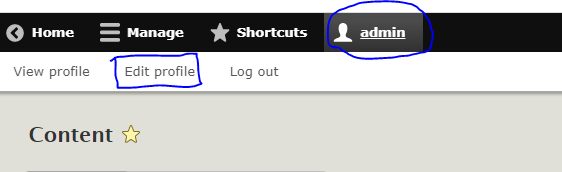 Home Manage Shortcuts admin
View profile Edit profile Log out
Content